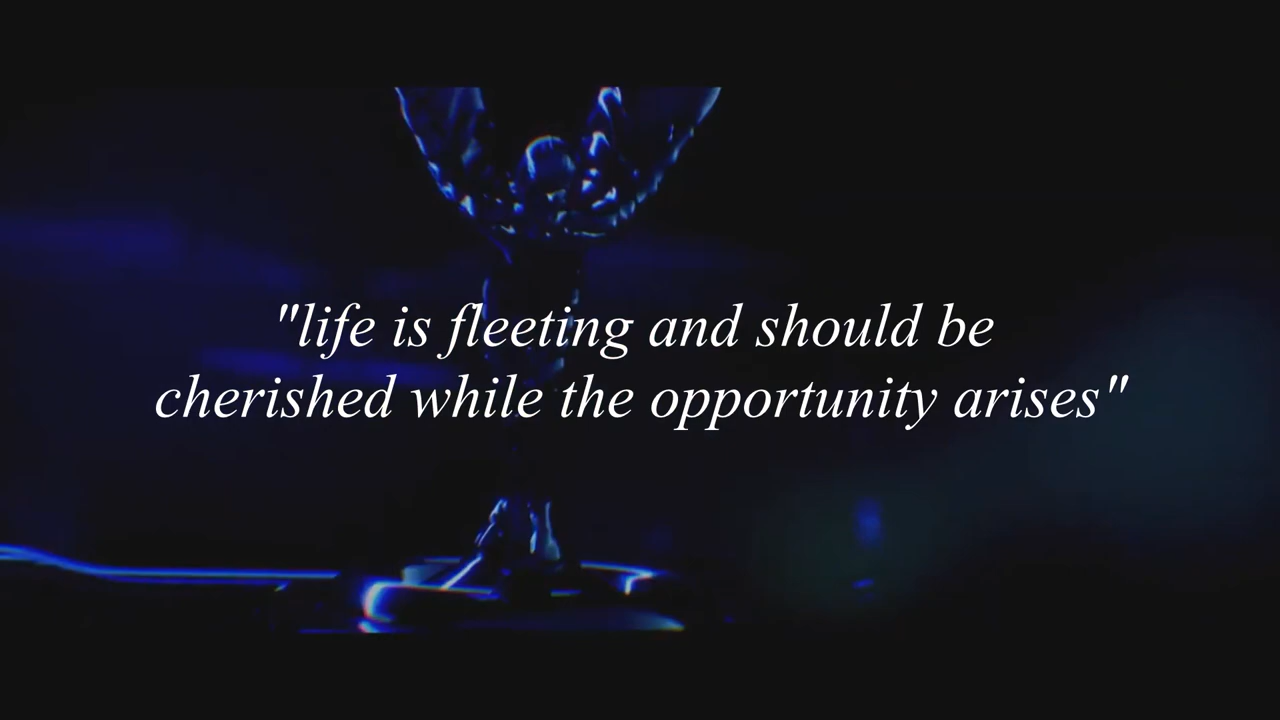 "life is fleeting and should be
cherished while the opportunity arises"